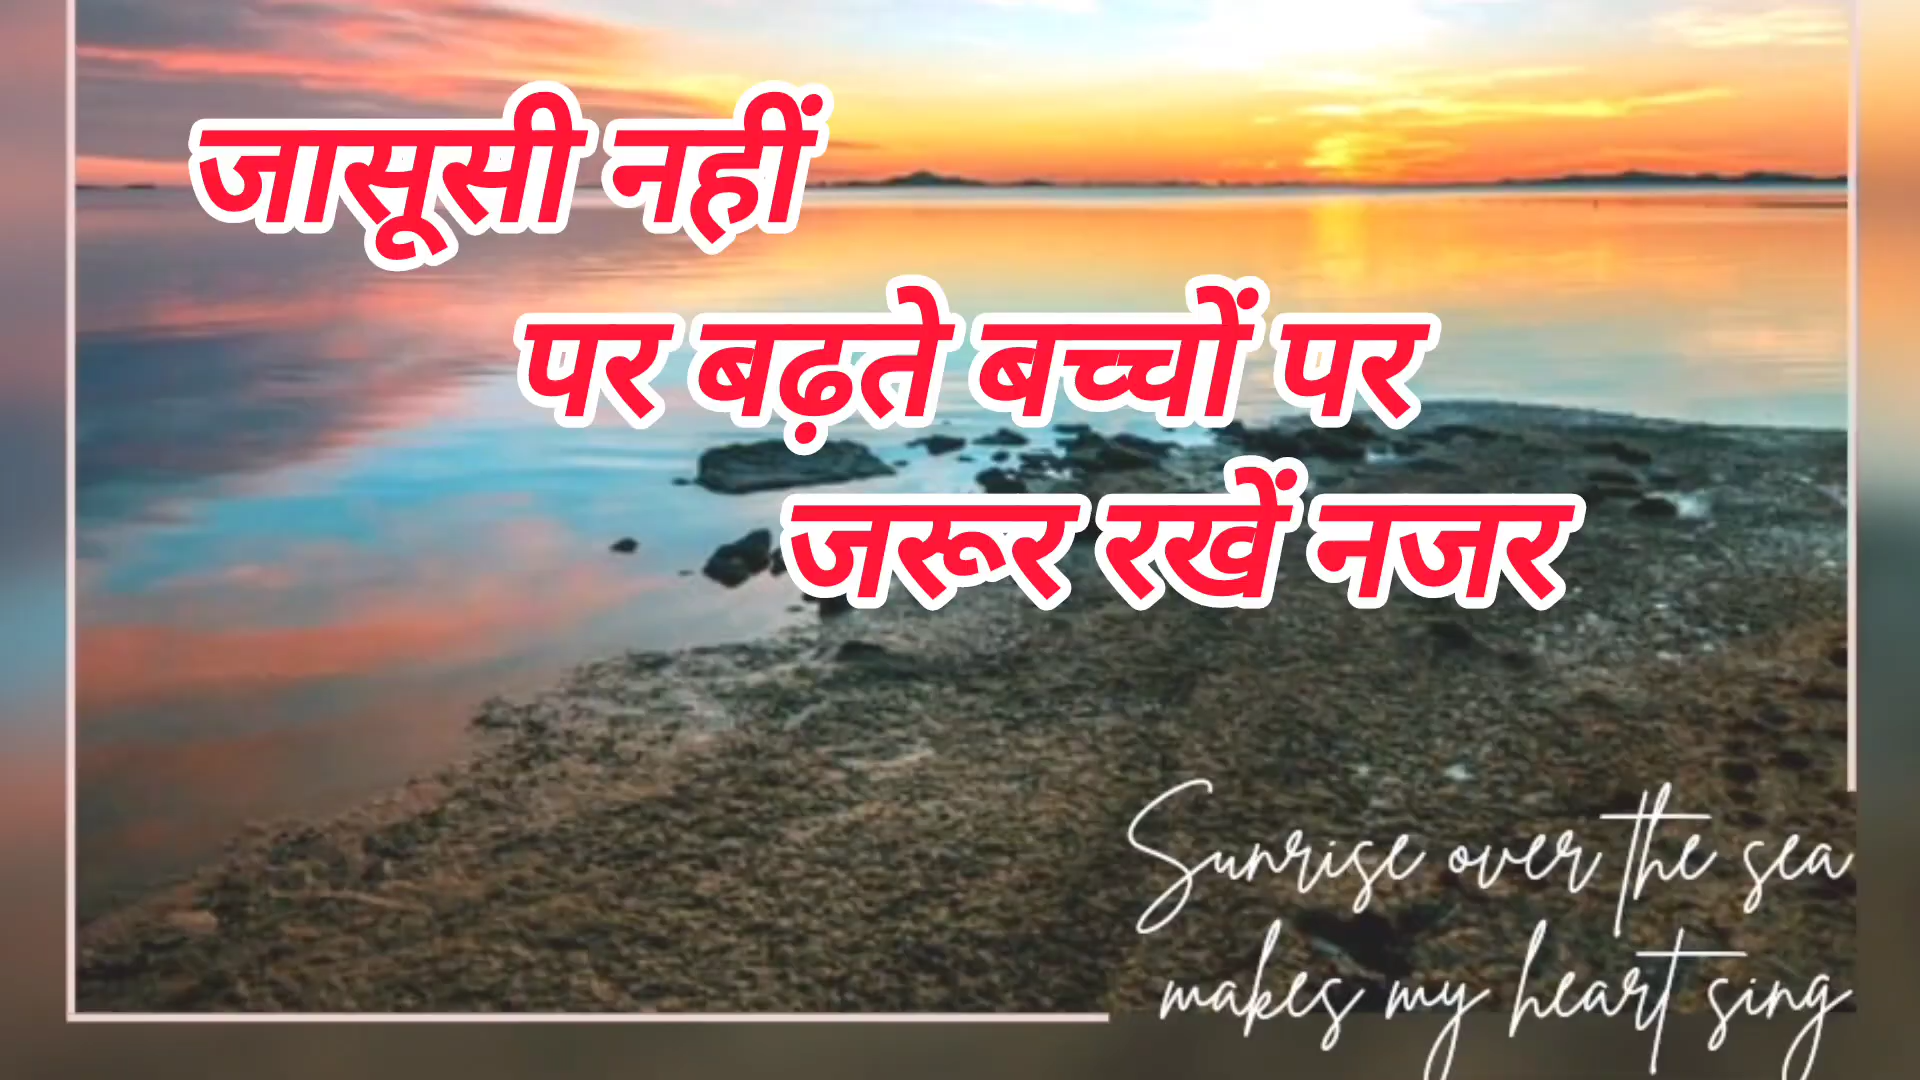 जासूसी नहीं
पर बढ़ते बच्चों पर
जरूर रखें नजर
Sunrise over the sea
makes my heart sing